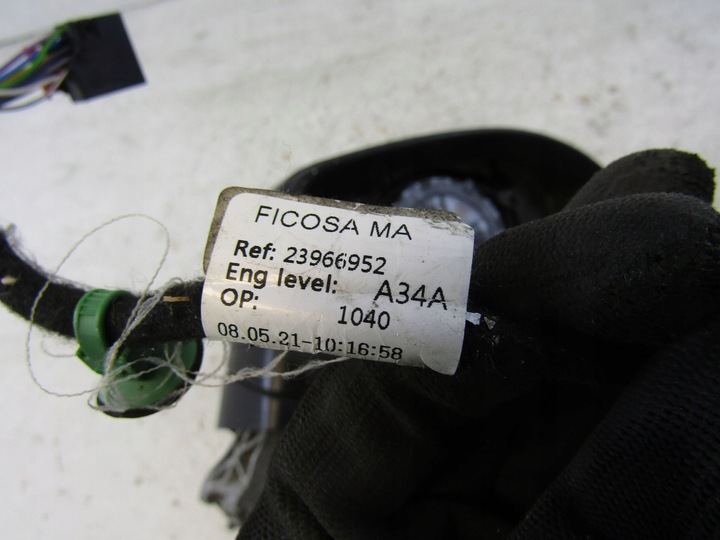 FICOSA MA
Ref: 23966952
Eng level: A34A
OP: 1040
08.05.21-10:16:58